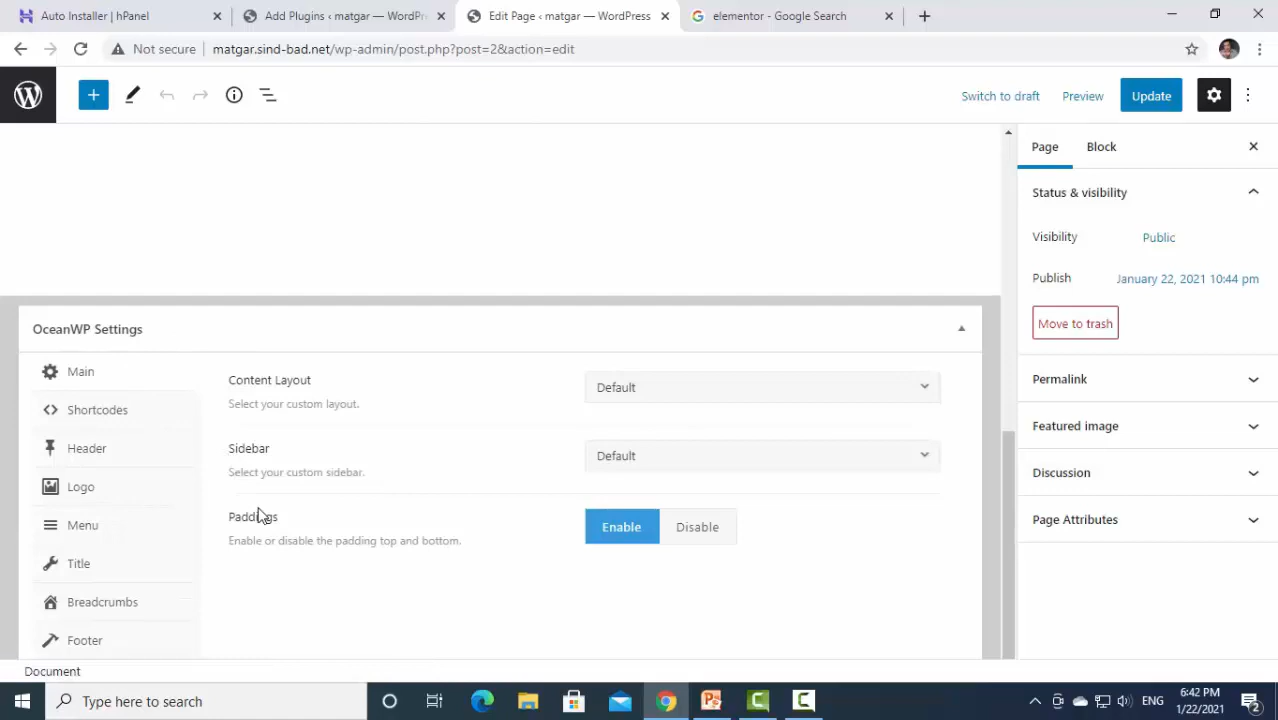 Auto Installer | hPanel
Add Plugins ‹ matgar — WordPr
Edit Page ‹ matgar — WordPress
elementor - Google Search
Not secure
matgar.sind-bad.net/wp-admin/post.php?post=2&action=edit
Switch to draft
Preview
Update
Page
Block
Status & visibility
Visibility
Public
Publish
January 22, 2021 10:44 pm
Move to trash
Permalink
Featured image
Discussion
Page Attributes
OceanWP Settings
Main
Shortcodes
Header
Logo
Menu
Title
Breadcrumbs
Footer
Content Layout
Select your custom layout.
Default
Sidebar
Select your custom sidebar.
Default
Paddings
Enable or disable the padding top and bottom.
Enable
Disable
Document
Type here to search
ENG
6:42 PM
1/22/2021
2